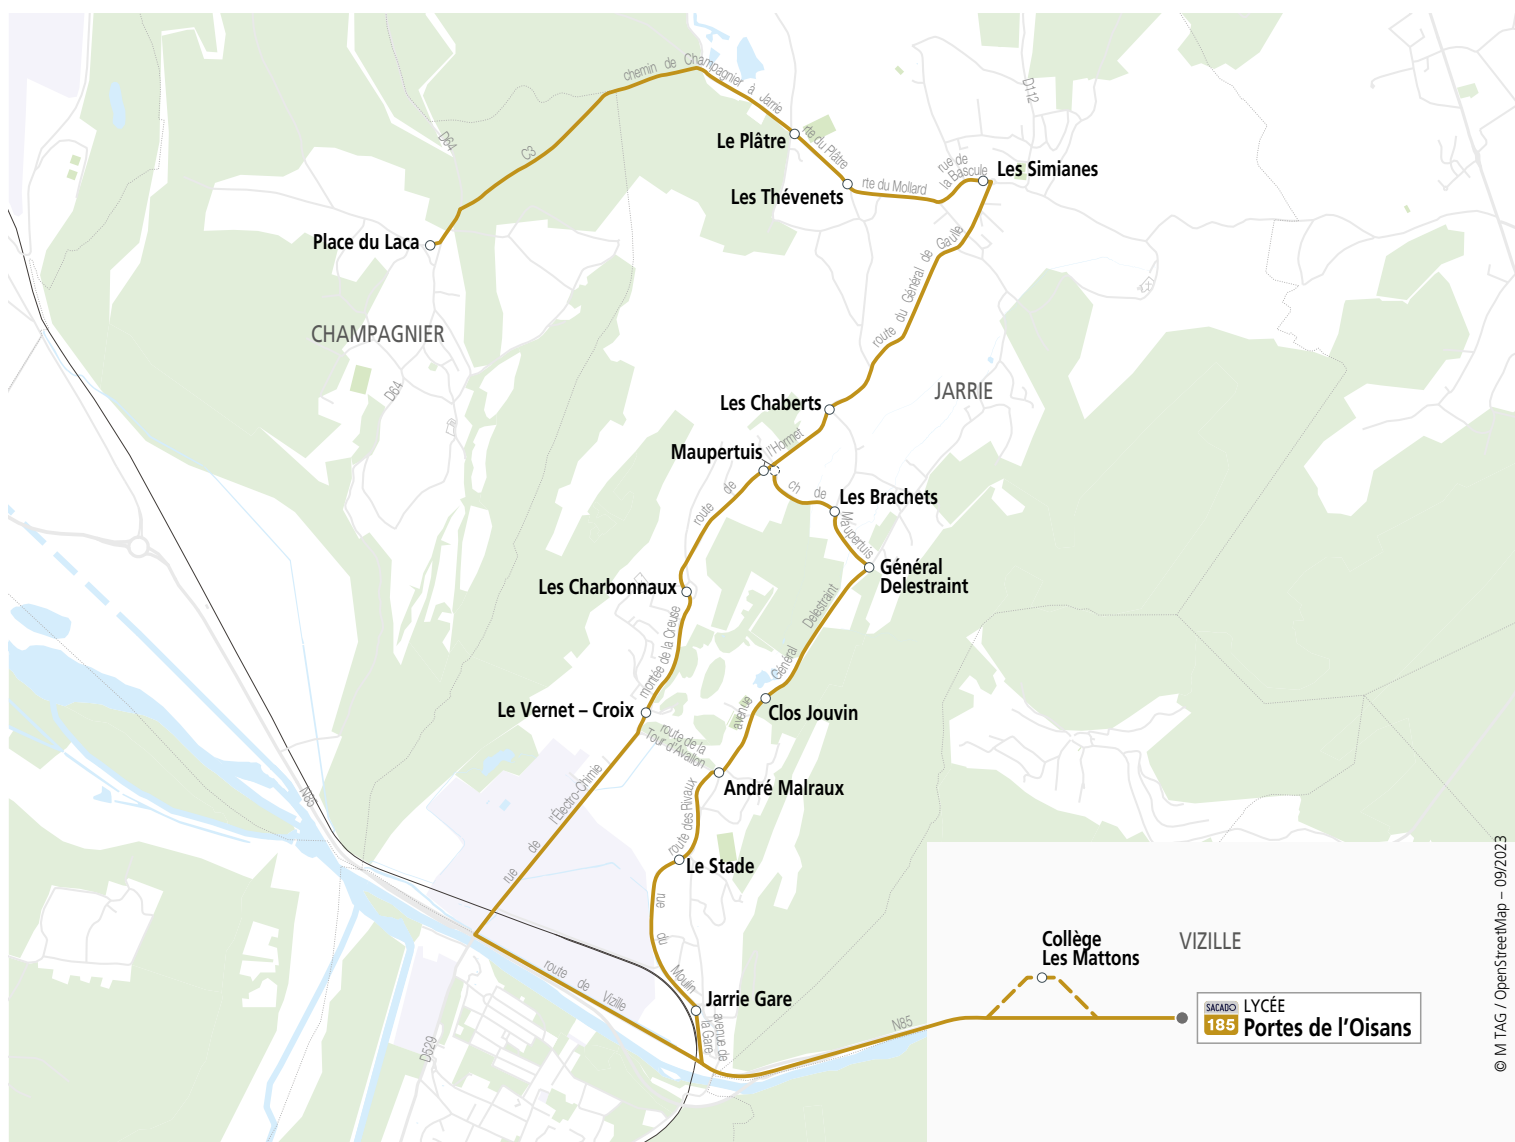 chemin de Champagnier à Jarrie
D112
D64
C3
Le Plâtre
rte du Plâtre
rue de
la Bascule
Les Simianes
rte du Mollard
Les Thévenets
Place du Laca
route du Général de Gaulle
CHAMPAGNIER
D64
JARRIE
Les Chaberts
Maupertuis
route de l'Hormet
ch de Maupertuis
Les Brachets
Général
Delestraint
Les Charbonnaux
montée de la Creuse
avenue Général Delestraint
Le Vernet – Croix
Clos Jouvin
route de la
Tour d'Avallon
André Malraux
N85
rue de l'Électro-Chimie
route des Rivaux
Le Stade
rue du Moulin
Collège
Les Mattons
VIZILLE
route de Vizille
Jarrie Gare
avenue de
la Gare
N85
SACADO
185
LYCÉE
Portes de l'Oisans
D529
© M TAG / OpenStreetMap – 09/2023